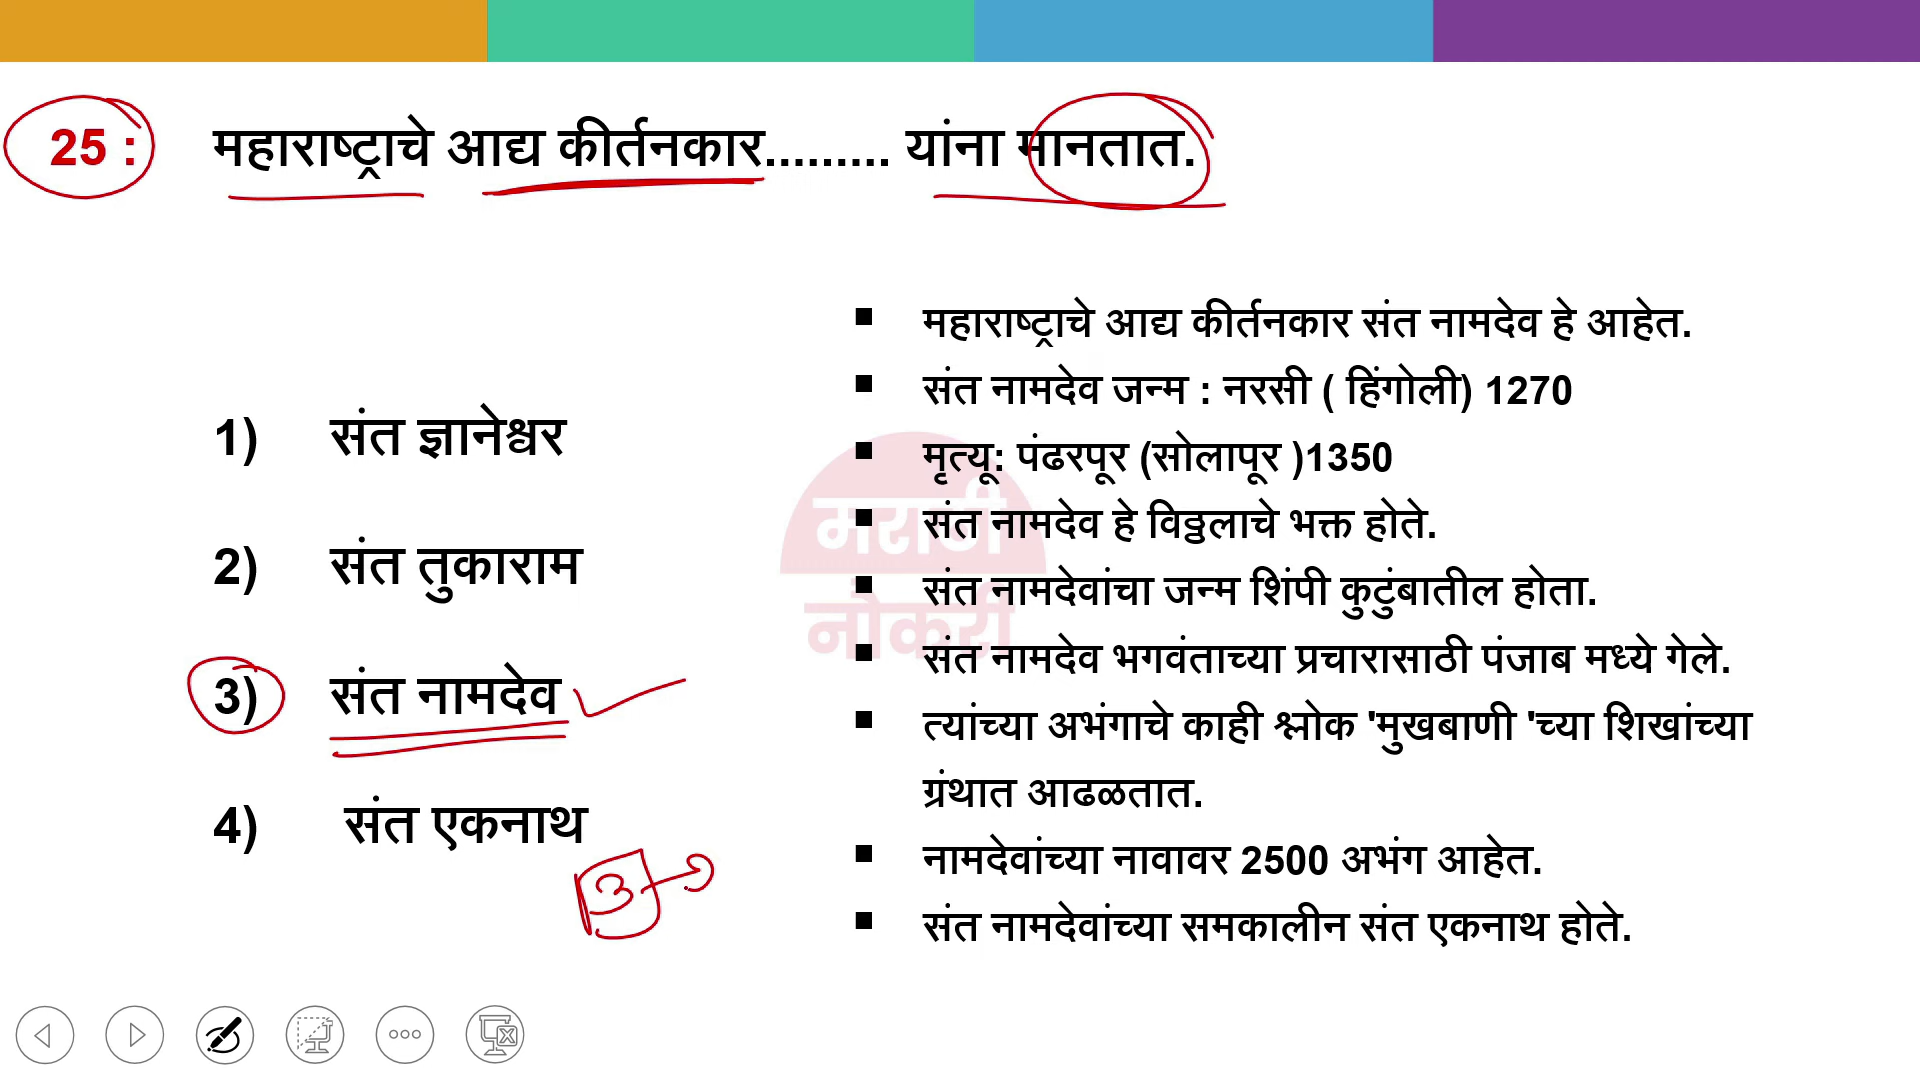 25 : महाराष्ट्राचे आद्य कीर्तनकार......... यांना मानतात.
1) संत ज्ञानेश्वर
2) संत तुकाराम
3) संत नामदेव
4) संत एकनाथ
3
▪ महाराष्ट्राचे आद्य कीर्तनकार संत नामदेव हे आहेत.
▪ संत नामदेव जन्म : नरसी ( हिंगोली) 1270
▪ मृत्यू: पंढरपूर (सोलापूर )1350
▪ संत नामदेव हे विठ्ठलाचे भक्त होते.
▪ संत नामदेवांचा जन्म शिंपी कुटुंबातील होता.
▪ संत नामदेव भगवंताच्या प्रचारासाठी पंजाब मध्ये गेले.
▪ त्यांच्या अभंगाचे काही श्लोक 'मुखबाणी 'च्या शिखांच्या
ग्रंथात आढळतात.
▪ नामदेवांच्या नावावर 2500 अभंग आहेत.
▪ संत नामदेवांच्या समकालीन संत एकनाथ होते.
मराठी
नोकरी